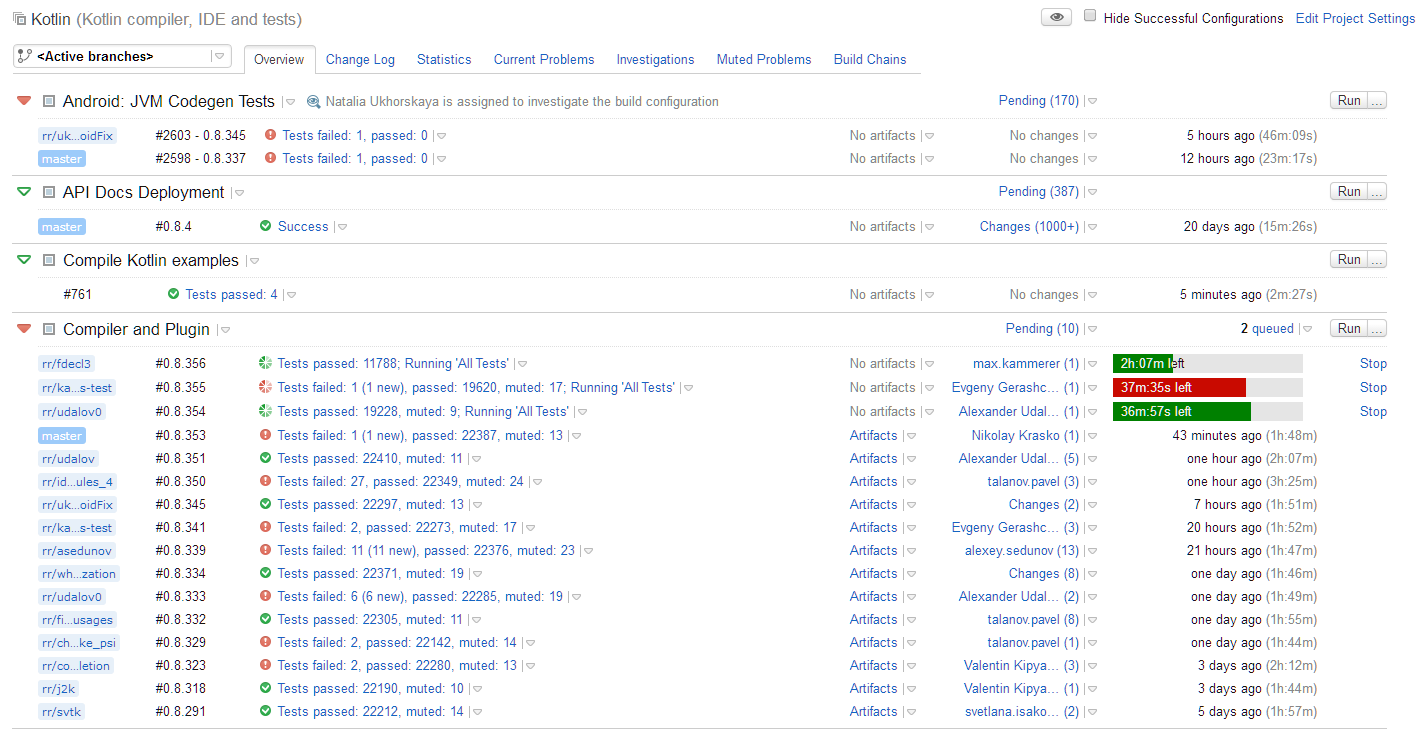 Kotlin (Kotlin compiler, IDE and tests) Hide Successful Configurations Edit Project Settings
<Active branches> Overview Change Log Statistics Current Problems Investigations Muted Problems Build Chains
Android: JVM Codegen Tests Natalia Ukhorskaya is assigned to investigate the build configuration Pending (170) Run ...
rr/uk...oidFix #2603 - 0.8.345 Tests failed: 1, passed: 0 No artifacts No changes 5 hours ago (46m:09s)
master #2598 - 0.8.337 Tests failed: 1, passed: 0 No artifacts No changes 12 hours ago (23m:17s)
API Docs Deployment Pending (387) Run ...
master #0.8.4 Success No artifacts Changes (1000+) 20 days ago (15m:26s)
Compile Kotlin examples Run ...
#761 Tests passed: 4 No artifacts No changes 5 minutes ago (2m:27s)
Compiler and Plugin Pending (10) 2 queued Run ...
rr/fdecl3 #0.8.356 Tests passed: 11788; Running 'All Tests' No artifacts max.kammerer (1) 2h:07m left Stop
rr/ka...s-test #0.8.355 Tests failed: 1 (1 new), passed: 19620, muted: 17; Running 'All Tests' No artifacts Evgeny Gerashc... (1) 37m:35s left Stop
rr/udalov0 #0.8.354 Tests passed: 19228, muted: 9; Running 'All Tests' No artifacts Alexander Udal... (1) 36m:57s left Stop
master #0.8.353 Tests failed: 1 (1 new), passed: 22387, muted: 13 Artifacts Nikolay Krasko (1) 43 minutes ago (1h:48m)
rr/udalov #0.8.351 Tests passed: 22410, muted: 11 Artifacts Alexander Udal... (5) one hour ago (2h:07m)
rr/id...ules_4 #0.8.350 Tests failed: 27, passed: 22349, muted: 24 Artifacts talanov.pavel (3) one hour ago (3h:25m)
rr/uk...oidFix #0.8.345 Tests passed: 22297, muted: 13 Artifacts Changes (2) 7 hours ago (1h:51m)
rr/ka...s-test #0.8.341 Tests failed: 2, passed: 22273, muted: 17 Artifacts Evgeny Gerashc... (3) 20 hours ago (1h:52m)
rr/asedunov #0.8.339 Tests failed: 11 (11 new), passed: 22376, muted: 23 Artifacts alexey.sedunov (13) 21 hours ago (1h:47m)
rr/wh...zation #0.8.334 Tests passed: 22371, muted: 19 Artifacts Changes (8) one day ago (1h:46m)
rr/udalov0 #0.8.333 Tests failed: 6 (6 new), passed: 22285, muted: 19 Artifacts Alexander Udal... (2) one day ago (1h:49m)
rr/fi...usages #0.8.332 Tests passed: 22305, muted: 11 Artifacts talanov.pavel (8) one day ago (1h:55m)
rr/ch...ke_psi #0.8.329 Tests failed: 2, passed: 22142, muted: 14 Artifacts talanov.pavel (1) one day ago (1h:44m)
rr/co...letion #0.8.323 Tests failed: 2, passed: 22280, muted: 13 Artifacts Valentin Kipya... (3) 3 days ago (2h:12m)
rr/j2k #0.8.318 Tests passed: 22190, muted: 10 Artifacts Valentin Kipya... (1) 3 days ago (1h:44m)
rr/svtk #0.8.291 Tests passed: 22212, muted: 14 Artifacts svetlana.isako... (2) 5 days ago (1h:57m)